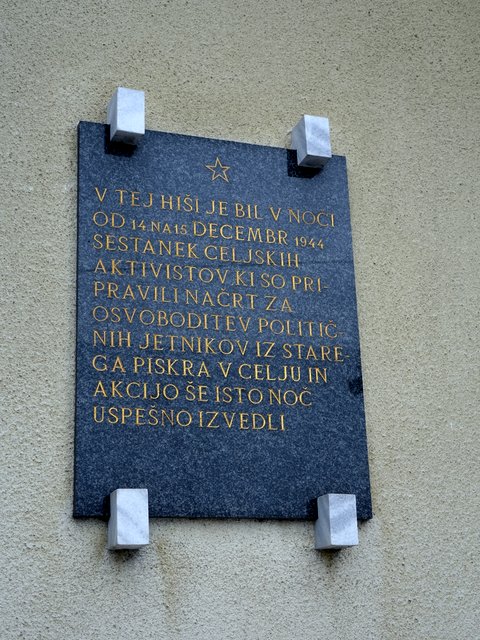 V TEJ HIŠI JE BIL V NOCI
OD 14. NA 15. DECEMBR 1944
SESTANEK CELJSKIH
AKTIVISTOV KI SO PRI-
PRAVILI NAČRT ZA
OSVOBODITEV POLITIČ-
NIH JETNIKOV IZ STARE-
GA PISKRA V CELJU IN
AKCIJO ŠE ISTO NOČ
USPEŠNO IZVEDLI